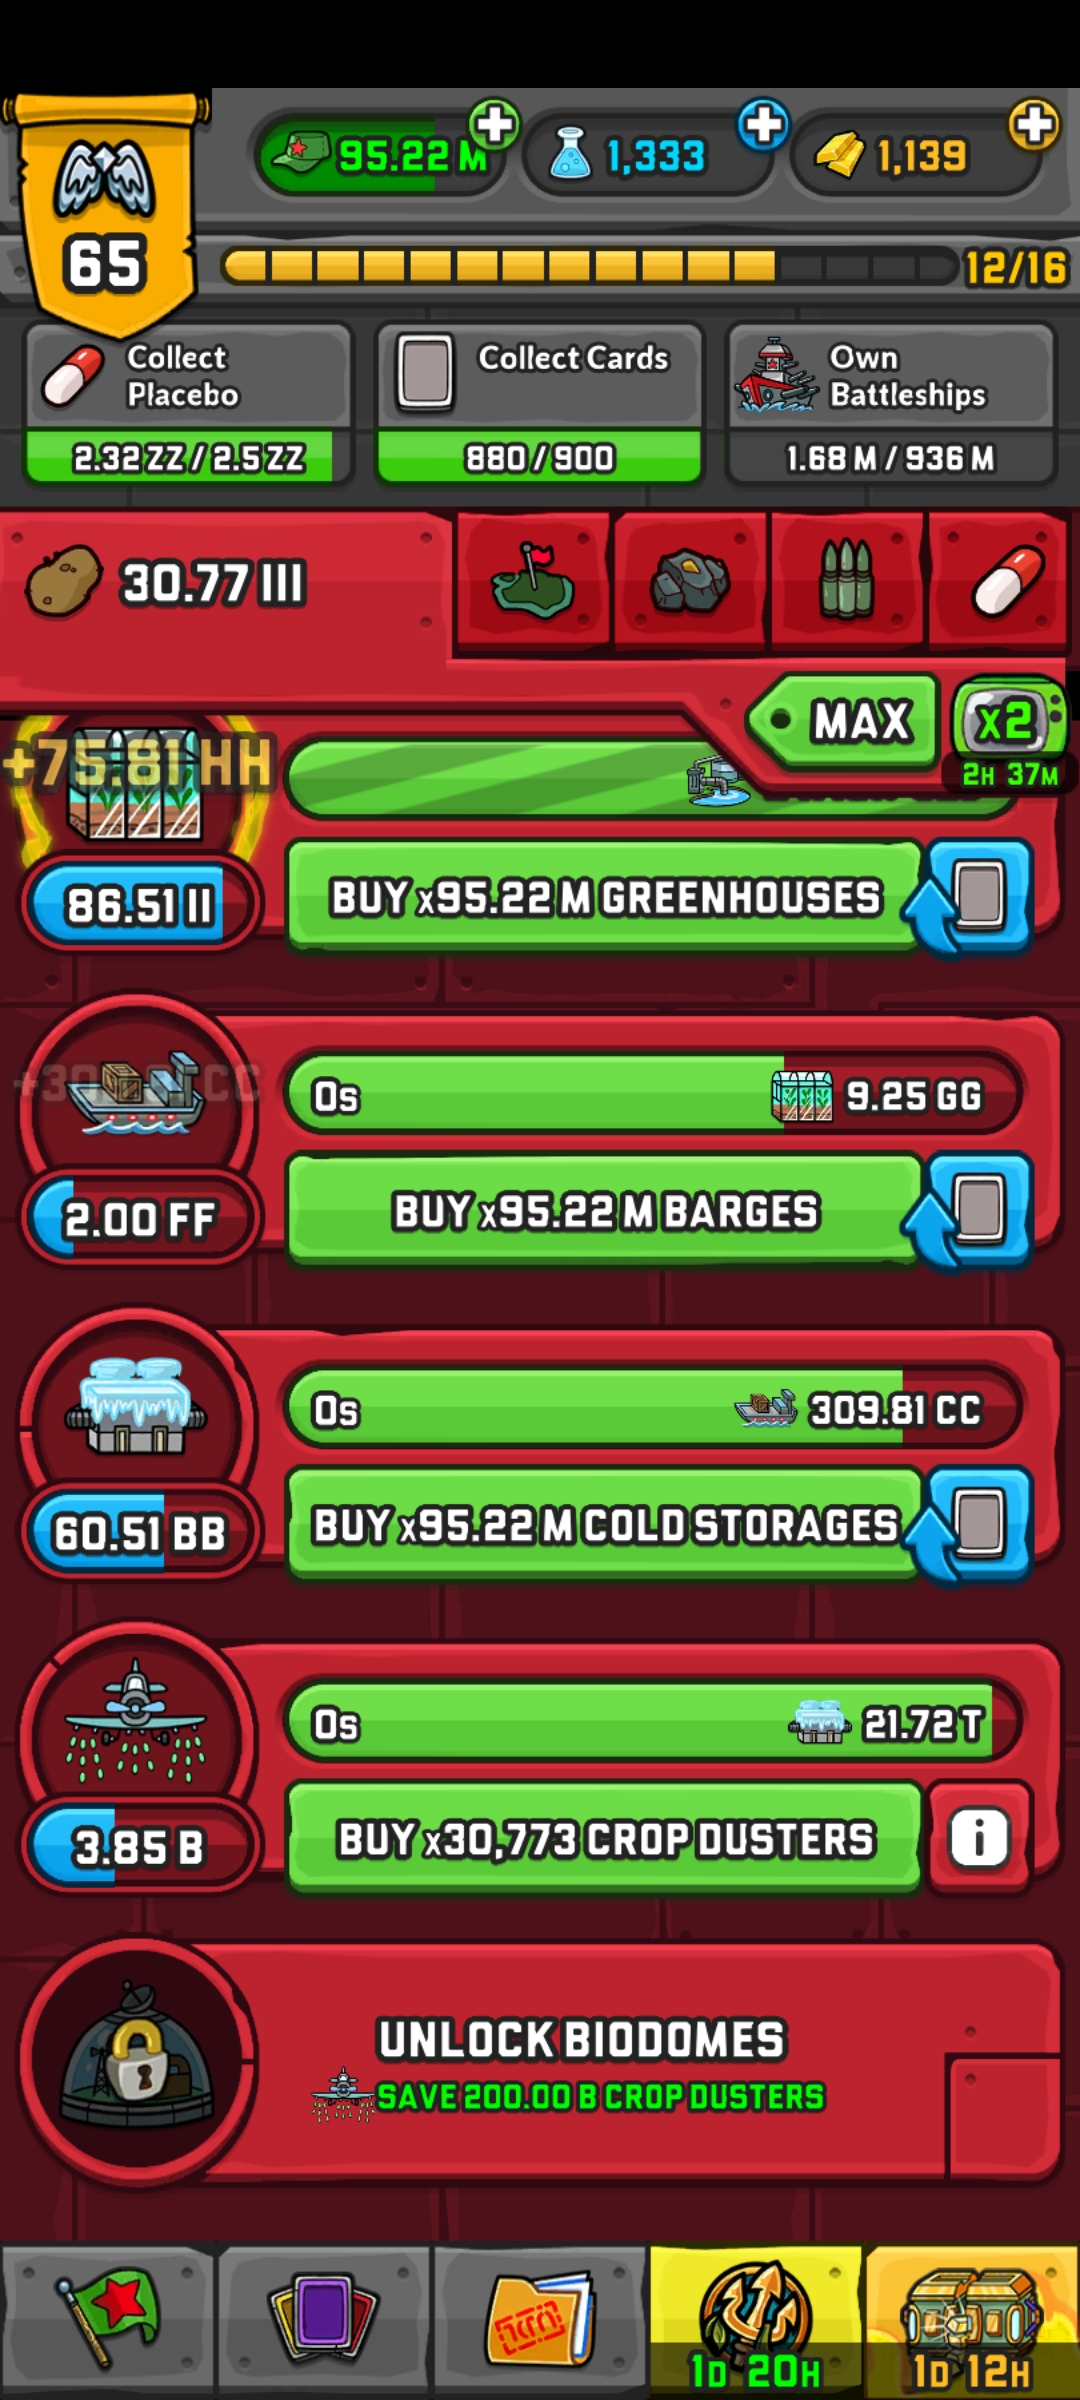 95.22 M
1,333
1,139
65
12/16
Collect
Placebo
2.32 ZZ / 2.5 ZZ
Collect Cards
880 / 900
Own
Battleships
1.68 M / 936 M
30.77 III
MAX
x2
2H 37M
+75.81 HH
86.51 II
BUY x95.22 M GREENHOUSES
0s
9.25 GG
2.00 FF
BUY x95.22 M BARGES
0s
309.81 CC
60.51 BB
BUY x95.22 M COLD STORAGES
0s
21.72 T
3.85 B
BUY x30,773 CROP DUSTERS
i
UNLOCK BIODOMES
SAVE 200.00 B CROP DUSTERS
1D 20H
1D 12H